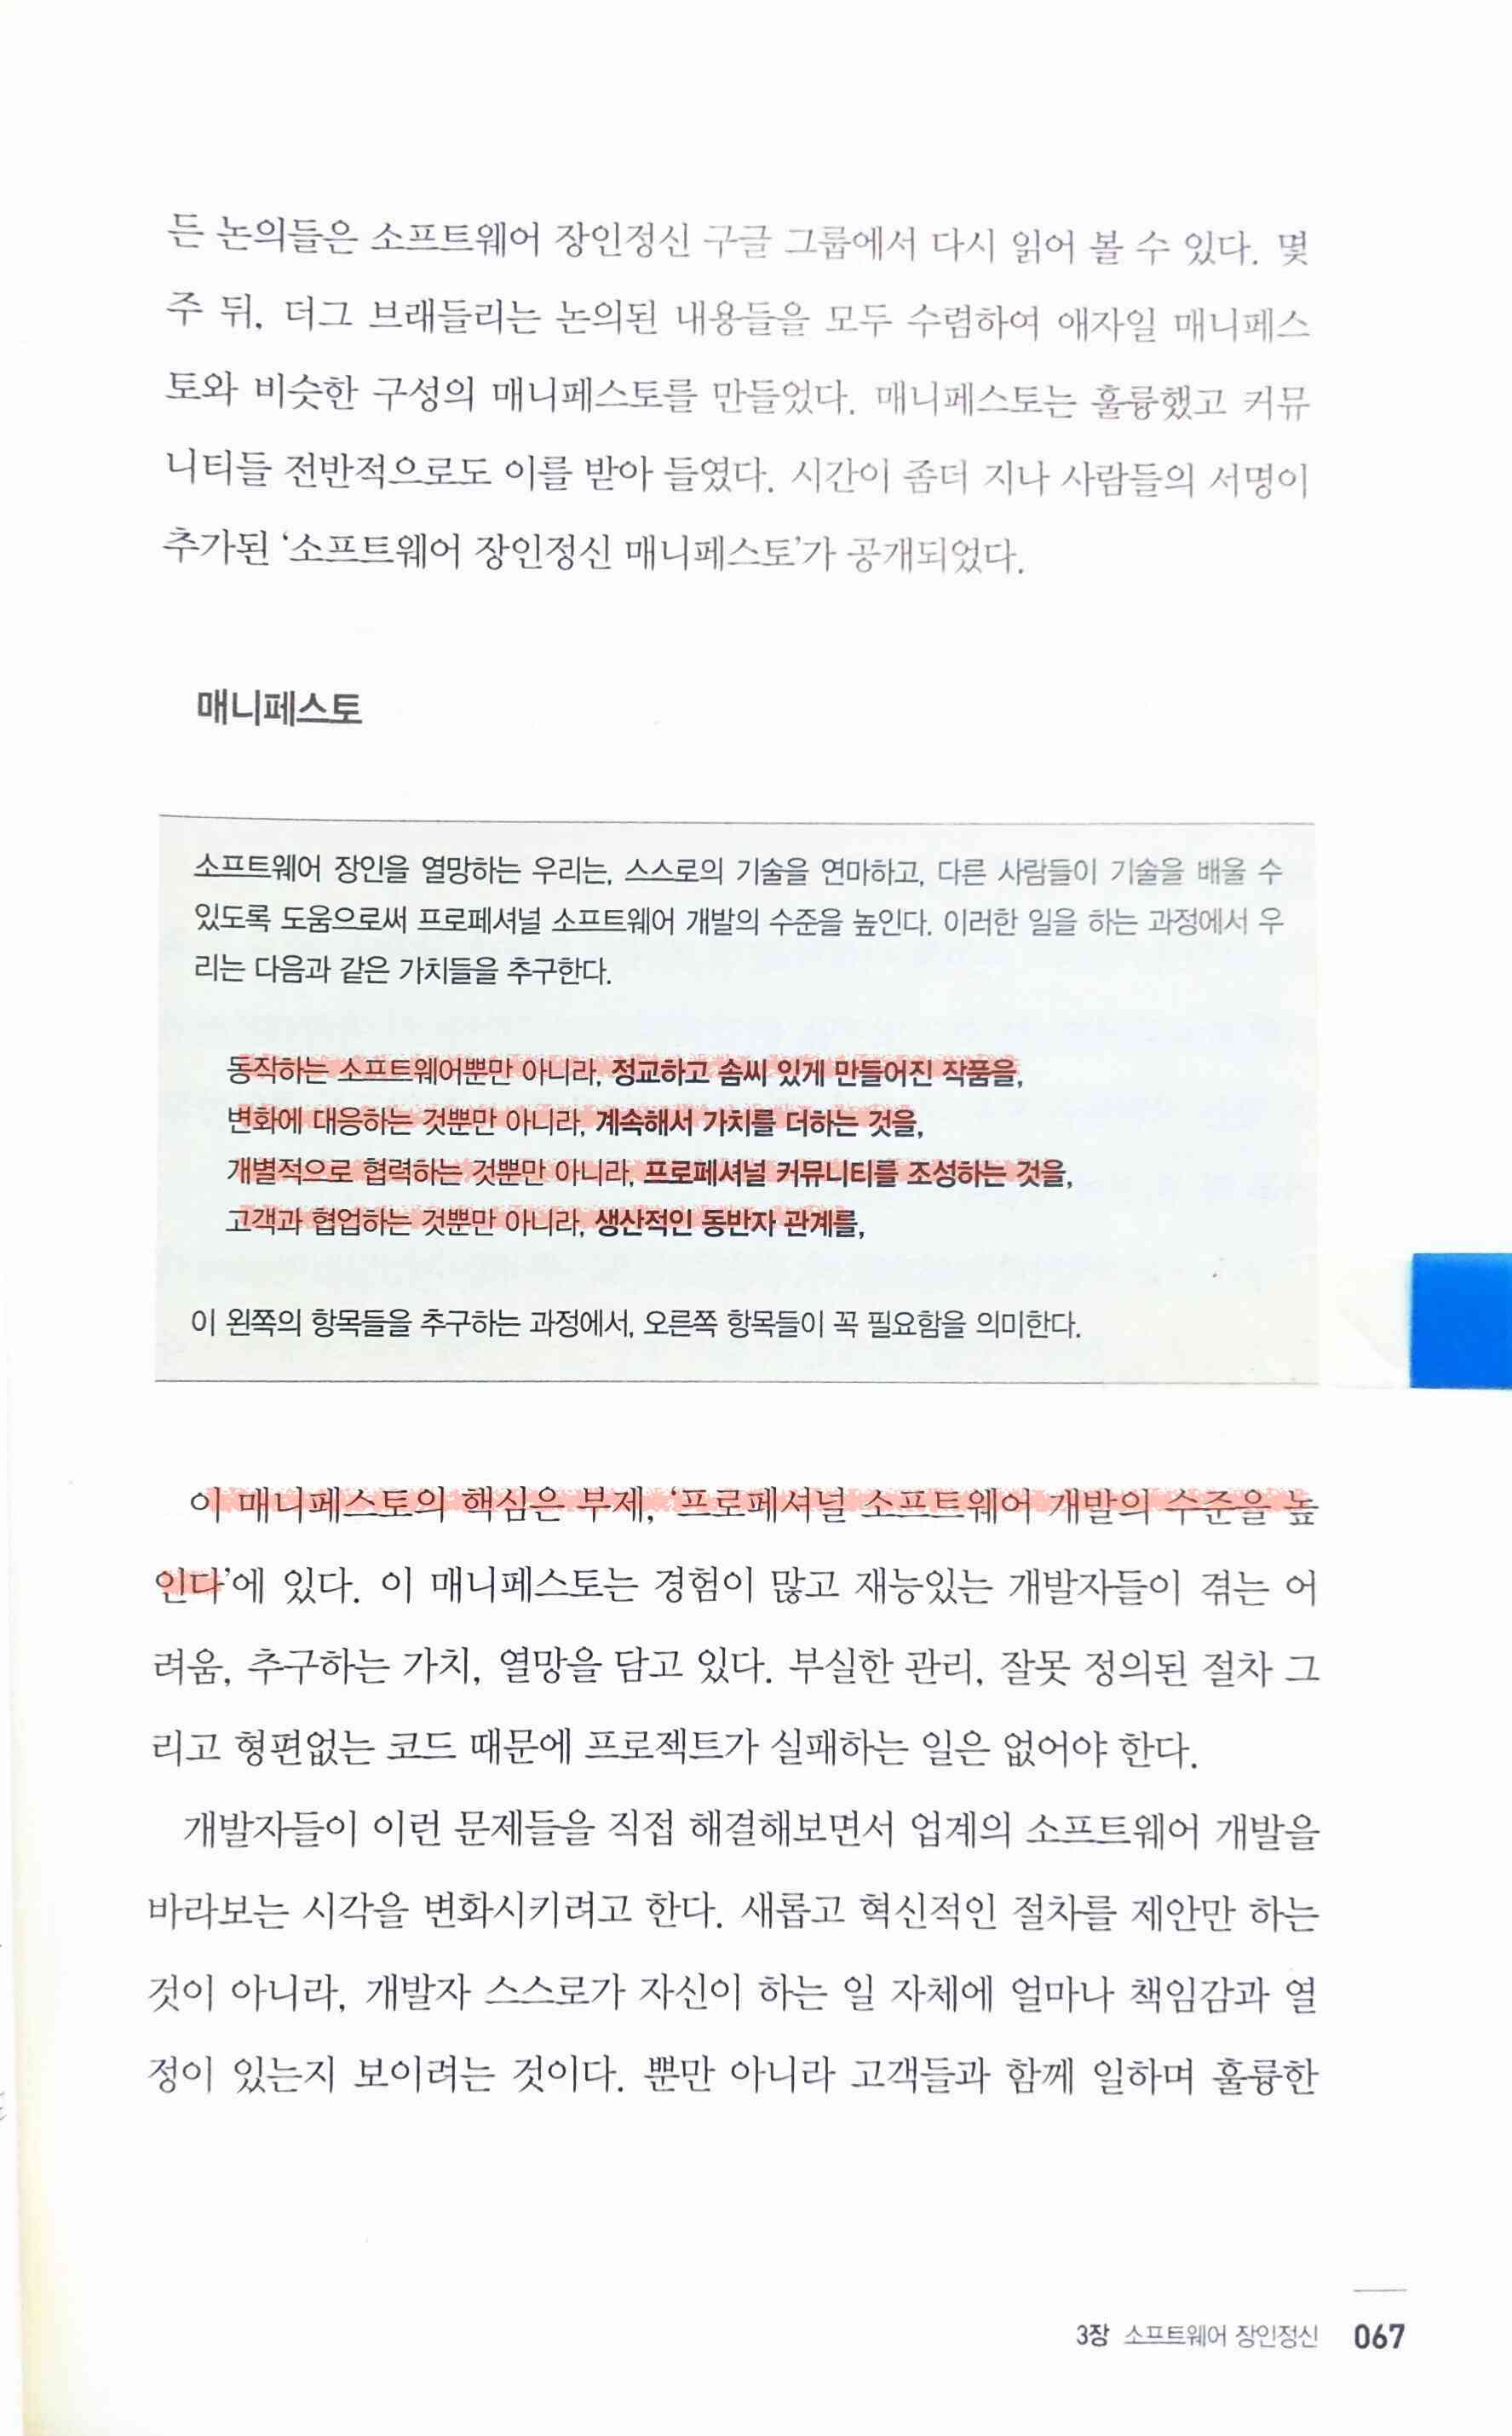 든 논의들은 소프트웨어 장인정신 구글 그룹에서 다시 읽어 볼 수 있다. 몇
주 뒤, 더그 브래들리는 논의된 내용들을 모두 수렴하여 애자일 매니페스
토와 비슷한 구성의 매니페스토를 만들었다. 매니페스토는 훌륭했고 커뮤
니티들 전반적으로도 이를 받아 들였다. 시간이 좀더 지나 사람들의 서명이
추가된 ‘소프트웨어 장인정신 매니페스토’가 공개되었다.
매니페스토
소프트웨어 장인을 열망하는 우리는, 스스로의 기술을 연마하고, 다른 사람들이 기술을 배울 수
있도록 도움으로써 프로페셔널 소프트웨어 개발의 수준을 높인다. 이러한 일을 하는 과정에서 우
리는 다음과 같은 가치들을 추구한다.
동작하는 소프트웨어뿐만 아니라, 정교하고 솜씨 있게 만들어진 작품을,
변화에 대응하는 것뿐만 아니라, 계속해서 가치를 더하는 것을,
개별적으로 협력하는 것뿐만 아니라, 프로페셔널 커뮤니티를 조성하는 것을,
고객과 협업하는 것뿐만 아니라, 생산적인 동반자 관계를,
이 왼쪽의 항목들을 추구하는 과정에서, 오른쪽 항목들이 꼭 필요함을 의미한다.
이 매니페스토의 핵심은 부제, ‘프로페셔널 소프트웨어 개발의 수준을 높
인다’에 있다. 이 매니페스토는 경험이 많고 재능있는 개발자들이 겪는 어
려움, 추구하는 가치, 열망을 담고 있다. 부실한 관리, 잘못 정의된 절차 그
리고 형편없는 코드 때문에 프로젝트가 실패하는 일은 없어야 한다.
개발자들이 이런 문제들을 직접 해결해보면서 업계의 소프트웨어 개발을
바라보는 시각을 변화시키려고 한다. 새롭고 혁신적인 절차를 제안만 하는
것이 아니라, 개발자 스스로가 자신이 하는 일 자체에 얼마나 책임감과 열
정이 있는지 보이려는 것이다. 뿐만 아니라 고객들과 함께 일하며 훌륭한
3장 소프트웨어 장인정신 067